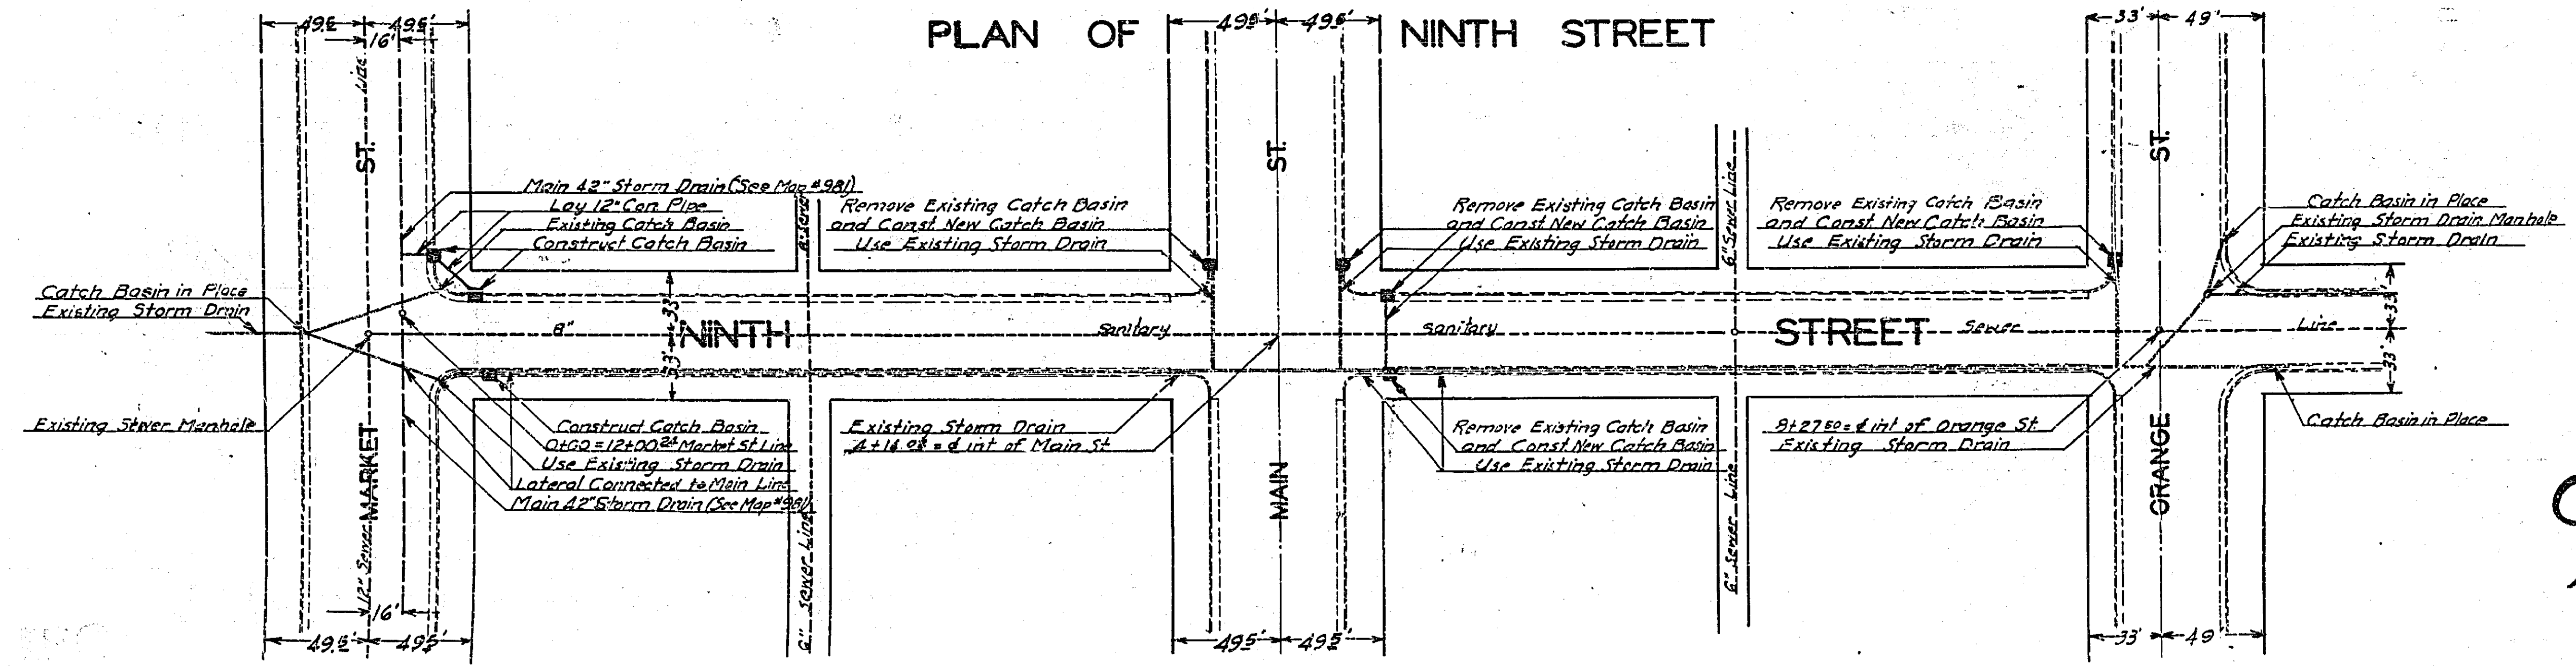 PLAN OF NINTH STREET
49.5' 49.5'
16'
49.5' 49.5'
33' 49'
ST.
Line
ST.
ST.
Main 42" Storm Drain (See Map #981)
Lay 12" Con Pipe
Existing Catch Basin
Construct Catch Basin
Remove Existing Catch Basin
and Const. New Catch Basin
Use Existing Storm Drain
Remove Existing Catch Basin
and Const New Catch Basin
Use Existing Storm Drain
6" Sewer Line
Remove Existing Catch Basin
and Const. New Catch Basin
Use Existing Storm Drain
Catch Basin in Place
Existing Storm Drain Manhole
Existing Storm Drain
Catch Basin in Place
Existing Storm Drain
8"
33'
33'
NINTH
Sanitary
Sanitary
STREET
Sewer
Line
33'
33'
Existing Sewer Manhole
MARKET
12" Sewer
Construct Catch Basin
0+00 = 12+00.24 Market St Line
Use Existing Storm Drain
Lateral Connected to Main Line
Main 42" Storm Drain (See Map #981)
6" Sewer Line
Existing Storm Drain
MAIN
Remove Existing Catch Basin
and Const New Catch Basin
Use Existing Storm Drain
6" Sewer Line
8+27.50 = ¢ int of Orange St
Existing Storm Drain
ORANGE
Catch Basin in Place
16'
49.5' 49.5'
49.5' 49.5'
33' 49'